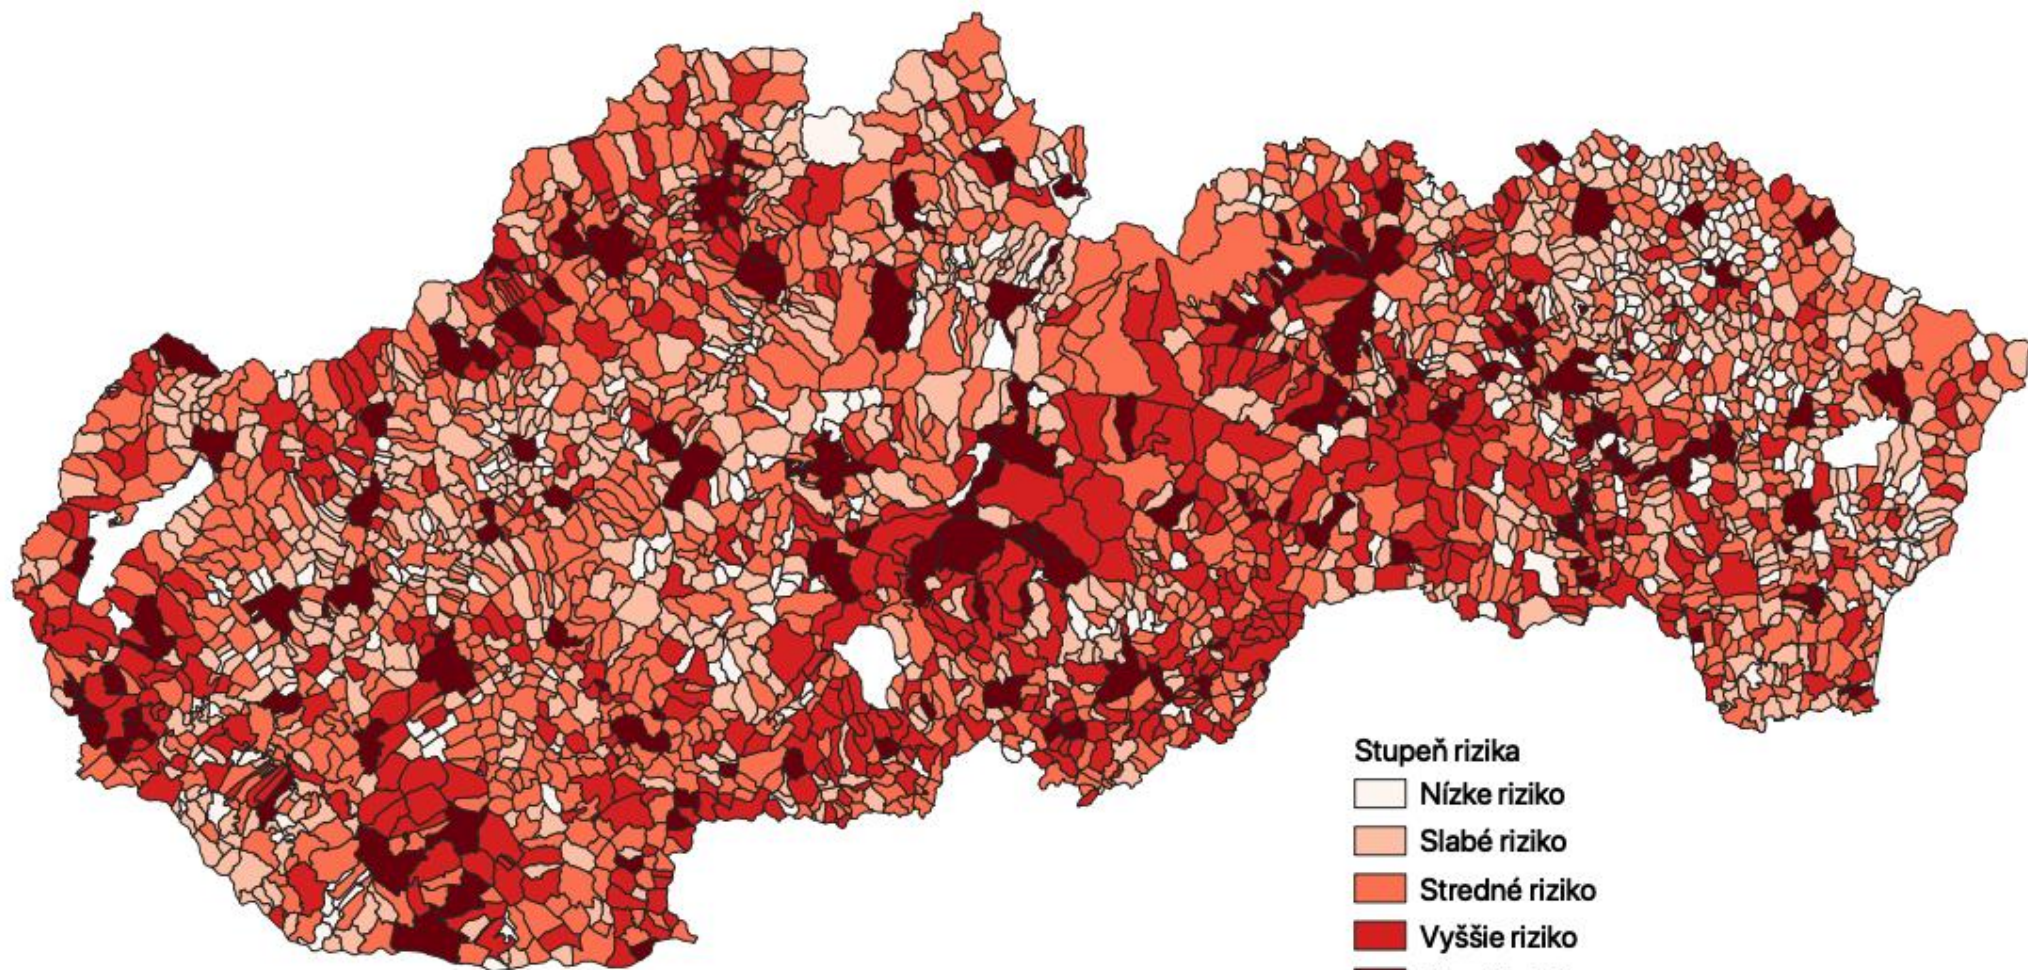 Stupeň rizika
Nízke riziko
Slabé riziko
Stredné riziko
Vyššie riziko